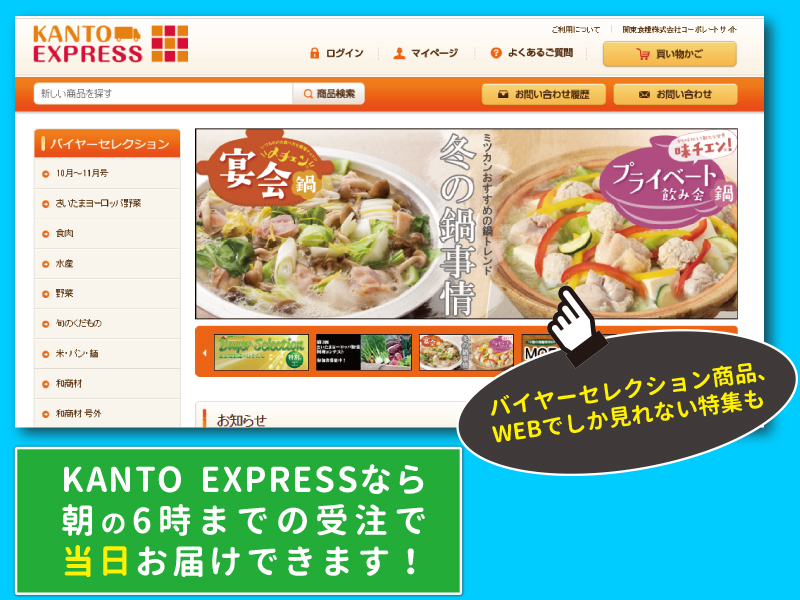 KANTO
EXPRESS
ご利用について
関東食糧株式会社コーポレートサイト
ログイン
マイページ
よくあるご質問
買い物かご
新しい商品を探す
商品検索
お問い合わせ履歴
お問い合わせ
バイヤーセレクション
10月～11月号
さいたまヨーロッパ野菜
食肉
水産
野菜
旬のくだもの
米・パン・麺
和商材
和商材 号外
味チェン!
宴会鍋
冬の鍋事情
ミツカンおすすめの鍋トレンド
味チェン!
プライベート
飲み会 鍋
Buyer Selection
お知らせ
バイヤーセレクション商品、
WEBでしか見れない特集も
KANTO EXPRESSなら
朝の6時までの受注で
当日お届けできます！